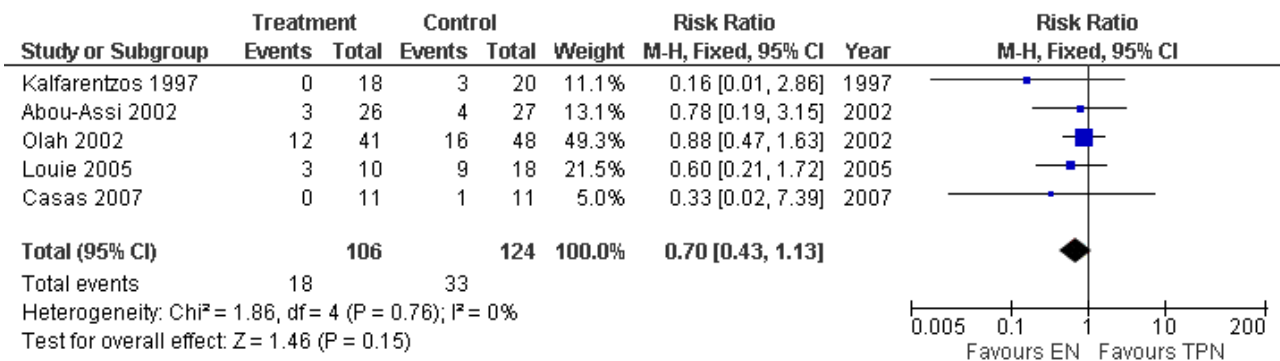 Treatment Control Risk Ratio Risk Ratio
Study or Subgroup Events Total Events Total Weight M-H, Fixed, 95% CI Year M-H, Fixed, 95% CI
Kalfarentzos 1997 0 18 3 20 11.1% 0.16 [0.01, 2.86] 1997
Abou-Assi 2002 3 26 4 27 13.1% 0.78 [0.19, 3.15] 2002
Olah 2002 12 41 16 48 49.3% 0.88 [0.47, 1.63] 2002
Louie 2005 3 10 9 18 21.5% 0.60 [0.21, 1.72] 2005
Casas 2007 0 11 1 11 5.0% 0.33 [0.02, 7.39] 2007
Total (95% CI) 106 124 100.0% 0.70 [0.43, 1.13]
Total events 18 33
Heterogeneity: Chi² = 1.86, df = 4 (P = 0.76); I² = 0%
Test for overall effect: Z = 1.46 (P = 0.15)
0.005 0.1 1 10 200
Favours EN Favours TPN